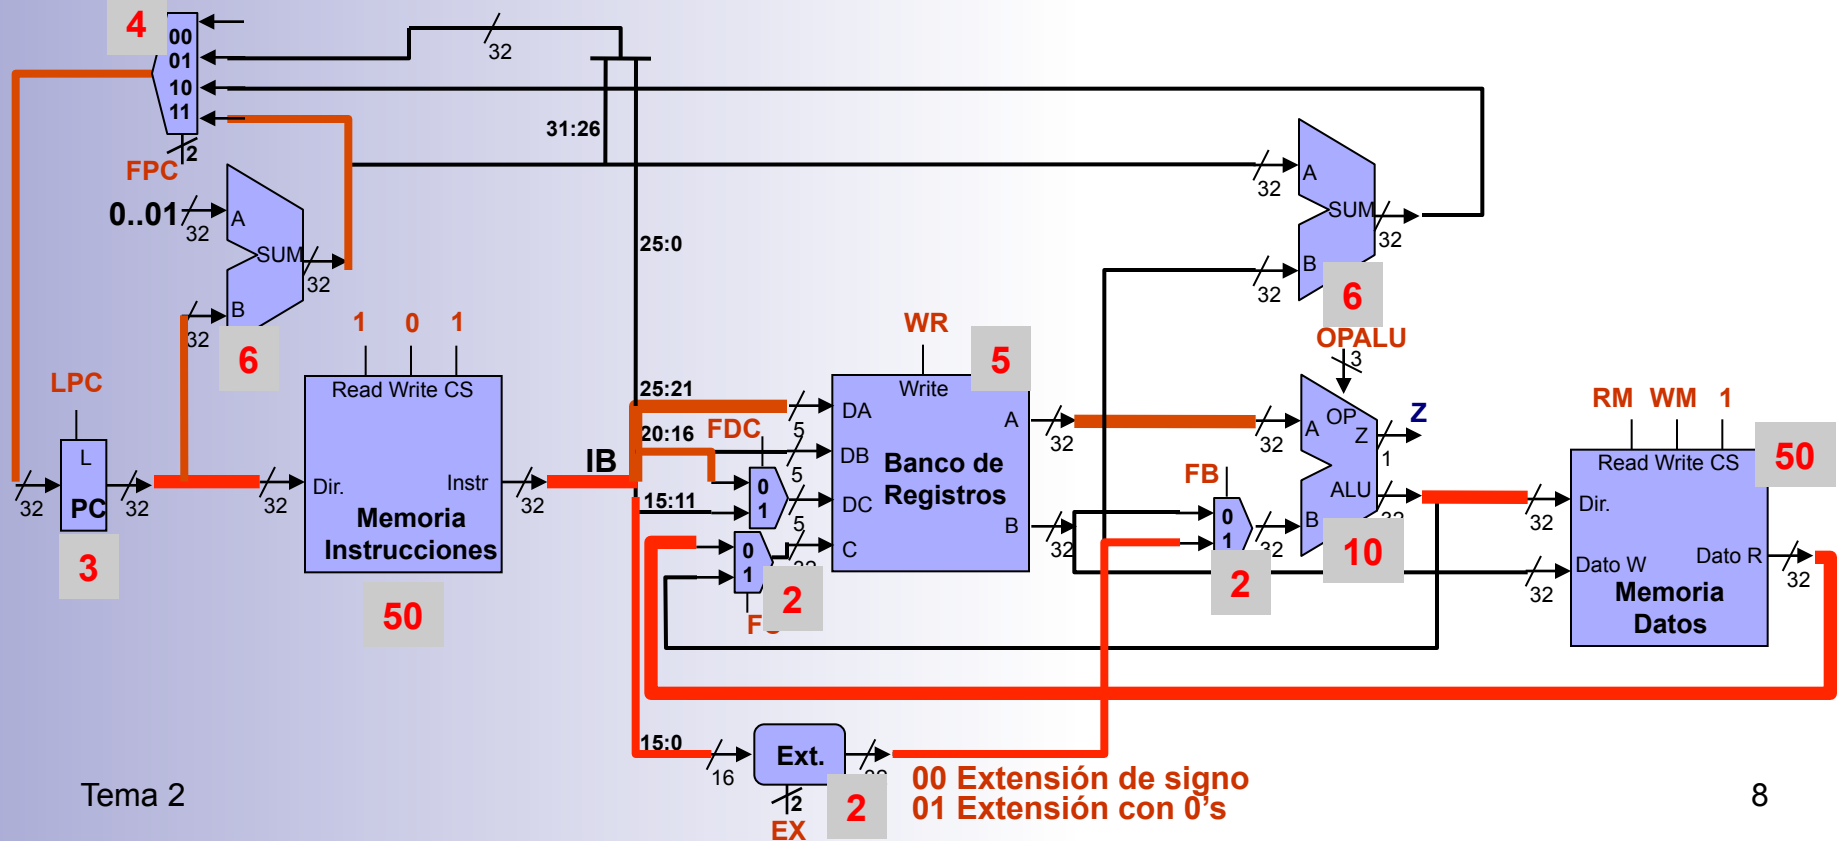 4
00
01
10
11
2
FPC
32
31:26
0..01
32
A
SUM
32
B
32
6
25:0
32
A
SUM
32
B
32
6
OPALU
3
LPC
L
PC
32
32
3
1 0 1
Read Write CS
Dir.
32
Instr
32
Memoria
Instrucciones
50
IB
25:21
20:16
FDC
15:11
0
1
5
5
5
0
1
2
WR
5
Write
DA
DB
DC
C
A
B
Banco de
Registros
32
32
FB
0
1
32
2
32
A
OP
Z
ALU
B
10
Z
1
RM WM 1
Read Write CS
50
Dir.
32
Dato W
32
Dato R
32
Memoria
Datos
15:0
16
Ext.
2
EX
2
00 Extensión de signo
01 Extensión con 0's
Tema 2
8